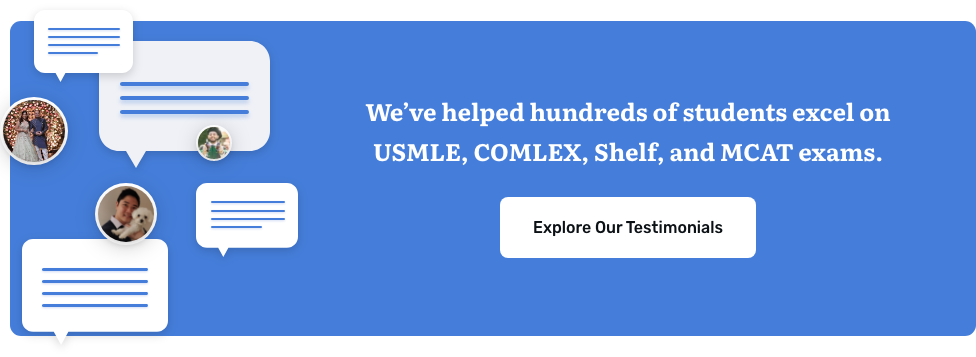 We’ve helped hundreds of students excel on
USMLE, COMLEX, Shelf, and MCAT exams.
Explore Our Testimonials